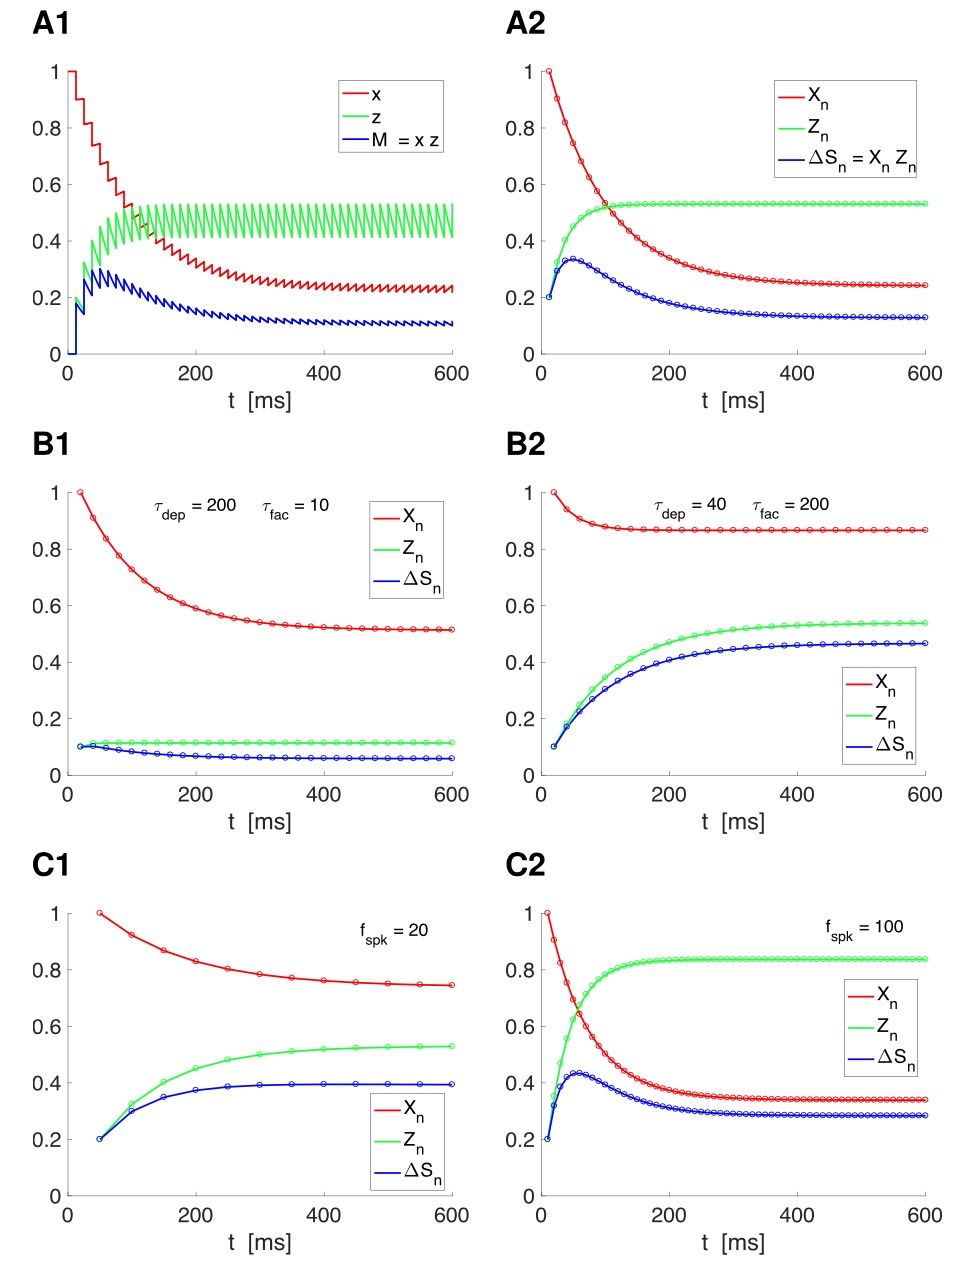 A1
1
0.8
0.6
0.4
0.2
0
0 200 400 600
t [ms]
x
z
M = x z
A2
1
0.8
0.6
0.4
0.2
0
0 200 400 600
t [ms]
Xn
Zn
ΔSn = Xn Zn
B1
1
0.8
0.6
0.4
0.2
0
0 200 400 600
t [ms]
τdep = 200 τfac = 10
Xn
Zn
ΔSn
B2
1
0.8
0.6
0.4
0.2
0
0 200 400 600
t [ms]
τdep = 40 τfac = 200
Xn
Zn
ΔSn
C1
1
0.8
0.6
0.4
0.2
0
0 200 400 600
t [ms]
fspk = 20
Xn
Zn
ΔSn
C2
1
0.8
0.6
0.4
0.2
0
0 200 400 600
t [ms]
fspk = 100
Xn
Zn
ΔSn